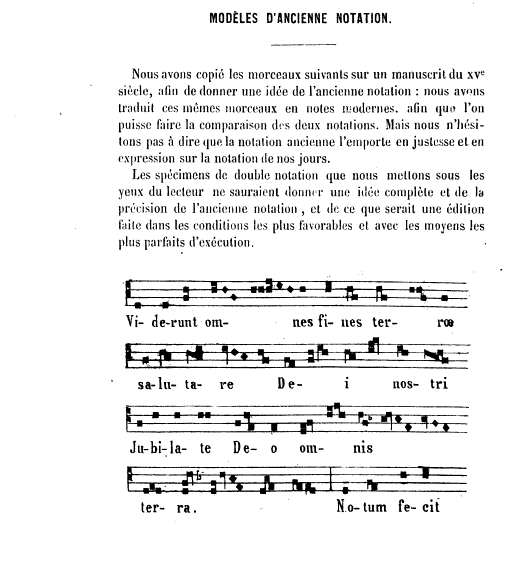 MODÈLES D'ANCIENNE NOTATION.
Nous avons copié les morceaux suivants sur un manuscrit du XVe
siècle, afin de donner une idée de l'ancienne notation : nous avons
traduit ces mêmes morceaux en notes modernes. afin que l'on
puisse faire la comparaison des deux notations. Mais nous n'hési-
tons pas à dire que la notation ancienne l'emporte en justesse et en
expression sur la notation de nos jours.
Les spécimens de double notation que nous mettons sous les
yeux du lecteur ne sauraient donner une idée complète et de la
précision de l'ancienne notation, et de ce que serait une édition
faite dans les conditions les plus favorables et avec les moyens les
plus parfaits d'exécution.
Vi- de-runt om- nes fi- nes ter- rœ
sa-lu- ta- re De- i nos- tri
Ju-bi-la- te De- o om- nis
ter- ra. No-tum fe-cit